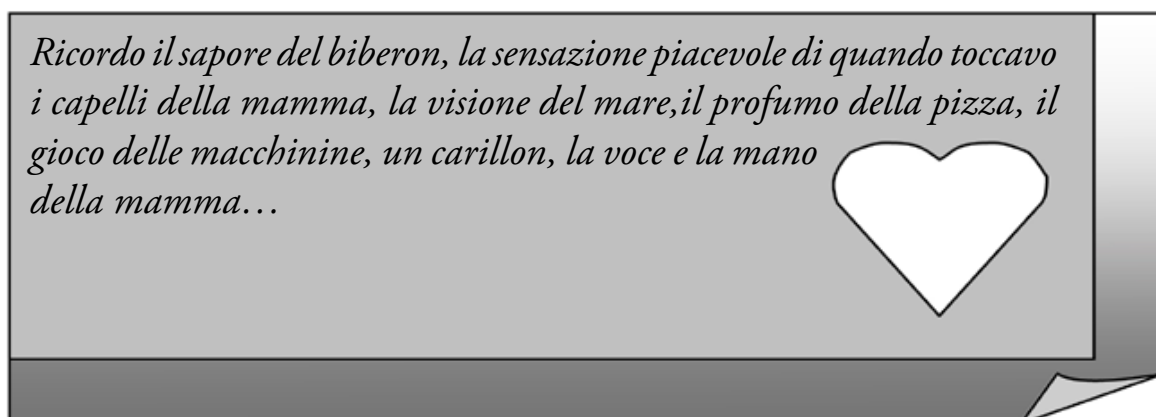 Ricordo il sapore del biberon, la sensazione piacevole di quando toccavo
i capelli della mamma, la visione del mare,il profumo della pizza, il
gioco delle macchinine, un carillon, la voce e la mano
della mamma…